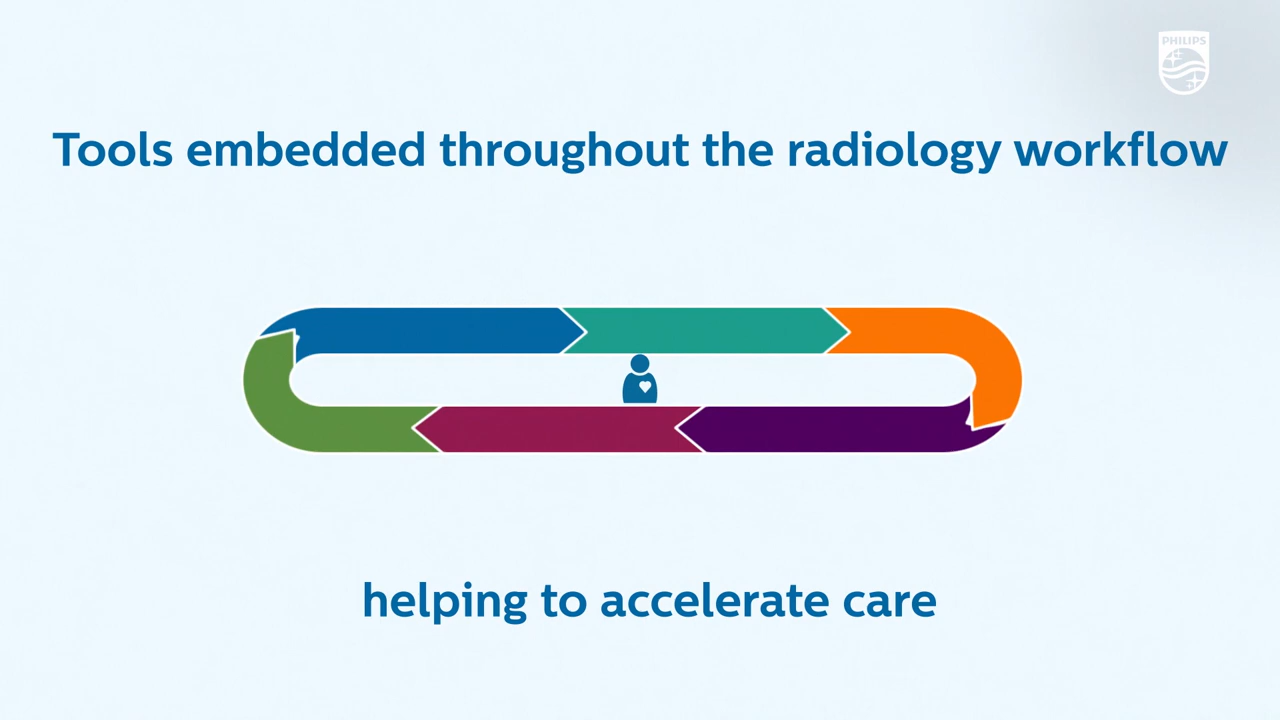 PHILIPS
Tools embedded throughout the radiology workflow
helping to accelerate care